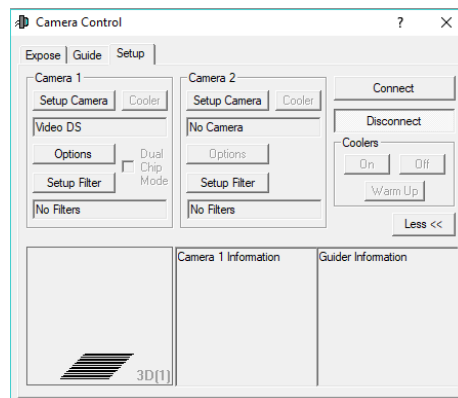 Camera Control
?
Expose Guide Setup
Camera 1
Setup Camera Cooler
Video DS
Options
Dual
Chip
Mode
Setup Filter
No Filters
Camera 2
Setup Camera Cooler
No Camera
Options
Setup Filter
No Filters
Connect
Disconnect
Coolers
On Off
Warm Up
Less <<
3D(1)
Camera 1 Information
Guider Information